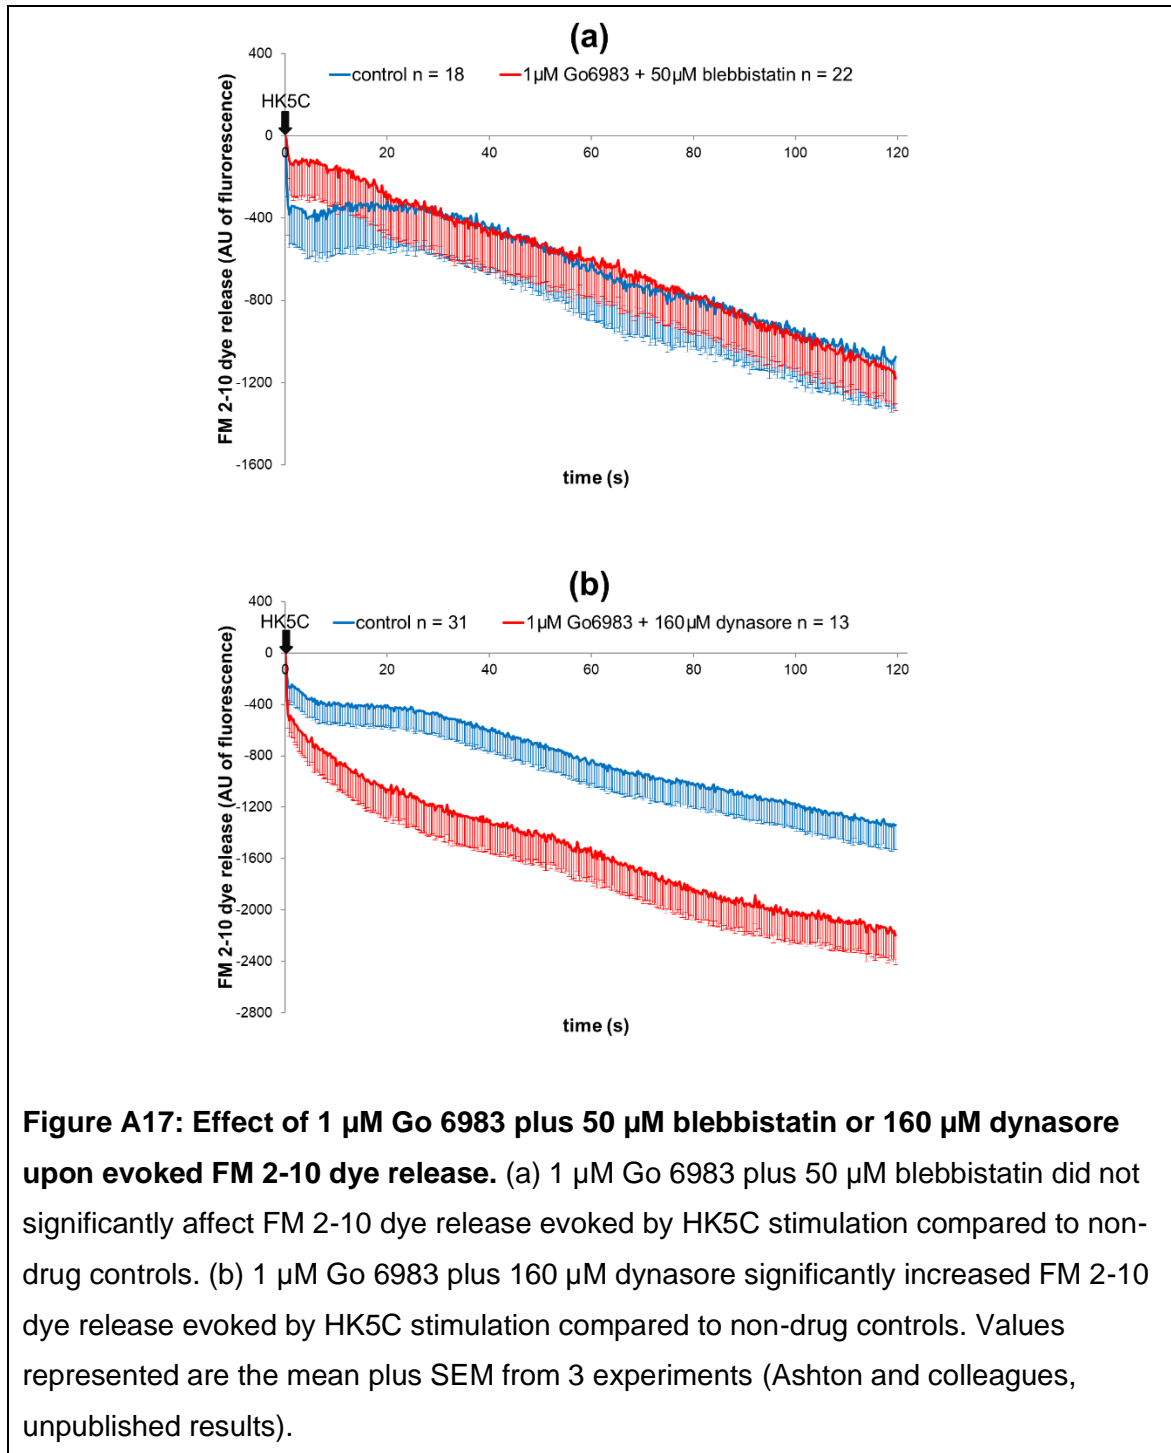 (a)
400
control n = 18
1µM Go6983 + 50µM blebbistatin n = 22
HK5C
0
0 20 40 60 80 100 120
-400
-800
-1200
-1600
FM 2-10 dye release (AU of flurorescence)
time (s)
(b)
400
HK5C
control n = 31
1µM Go6983 + 160µM dynasore n = 13
0
0 20 40 60 80 100 120
-400
-800
-1200
-1600
-2000
-2400
-2800
FM 2-10 dye release (AU of fluorescence)
time (s)
Figure A17: Effect of 1 µM Go 6983 plus 50 µM blebbistatin or 160 µM dynasore
upon evoked FM 2-10 dye release. (a) 1 µM Go 6983 plus 50 µM blebbistatin did not
significantly affect FM 2-10 dye release evoked by HK5C stimulation compared to non-
drug controls. (b) 1 µM Go 6983 plus 160 µM dynasore significantly increased FM 2-10
dye release evoked by HK5C stimulation compared to non-drug controls. Values
represented are the mean plus SEM from 3 experiments (Ashton and colleagues,
unpublished results).